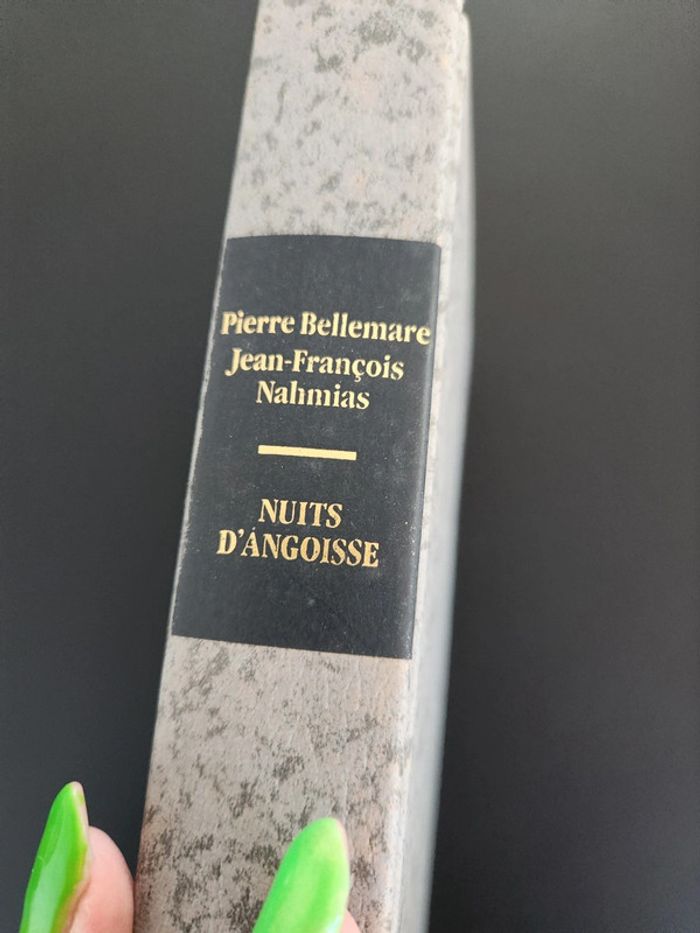 Pierre Bellemare
Jean-François
Nahmias
NUITS
D'ANGOISSE